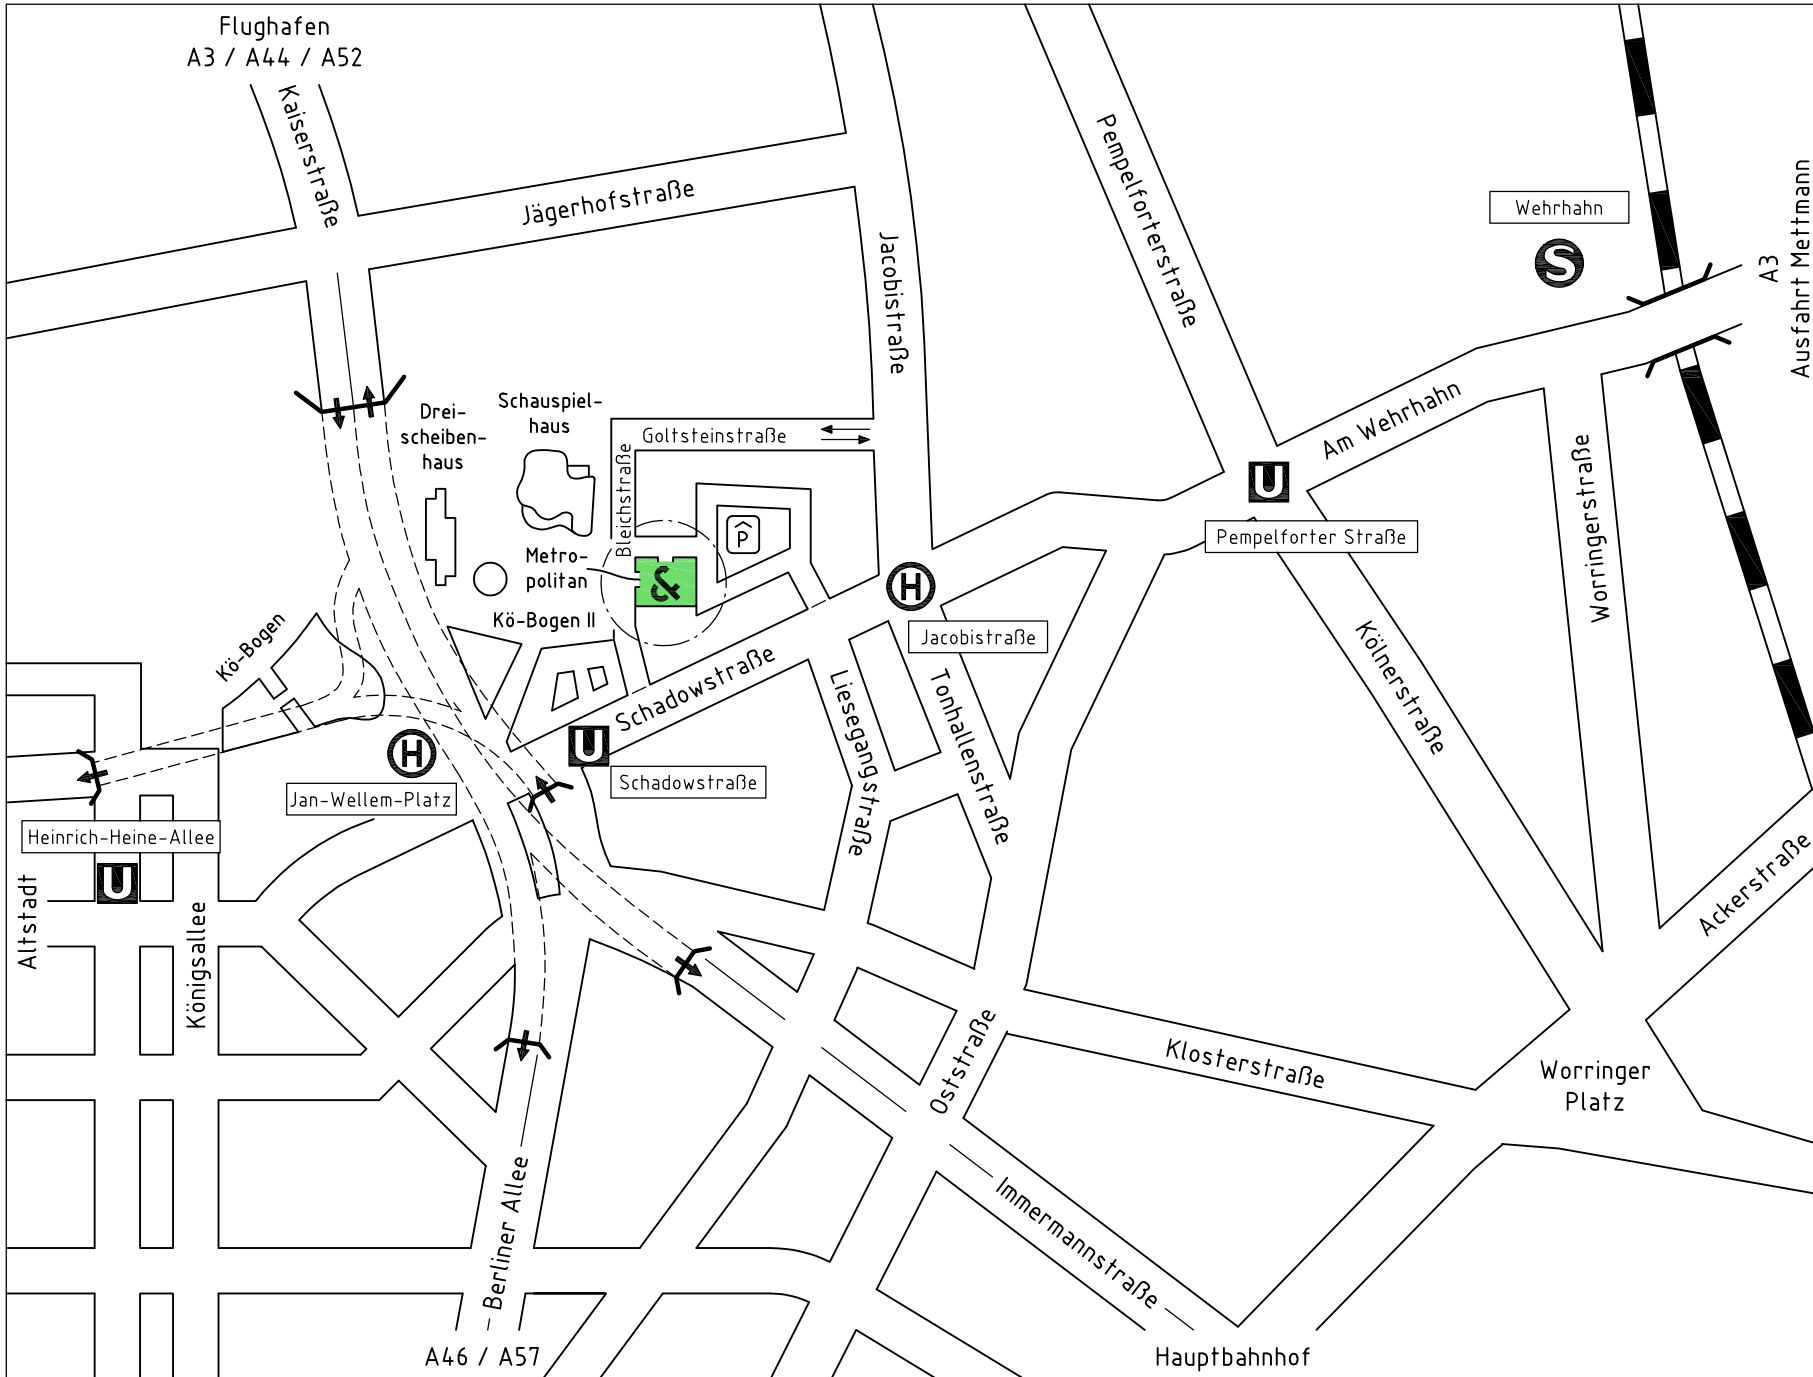 Flughafen
A3 / A44 / A52
Kaiserstraße
Jägerhofstraße
Jacobistraße
Pempelforterstraße
Wehrhahn
S
A3
Ausfahrt Mettmann
Drei-
scheiben-
haus
Schauspiel-
haus
Goltsteinstraße
Bleichstraße
Am Wehrhahn
Worringerstraße
U
Pempelforter Straße
P
Metro-
politan
&
Kö-Bogen II
H
Jacobistraße
Kö-Bogen
Schadowstraße
Liesegangstraße
Tonhallenstraße
Kölnerstraße
U
Schadowstraße
H
Jan-Wellem-Platz
Heinrich-Heine-Allee
U
Altstadt
Königsallee
Ackerstraße
Oststraße
Klosterstraße
Worringer
Platz
Immermannstraße
Berliner Allee
A46 / A57
Hauptbahnhof